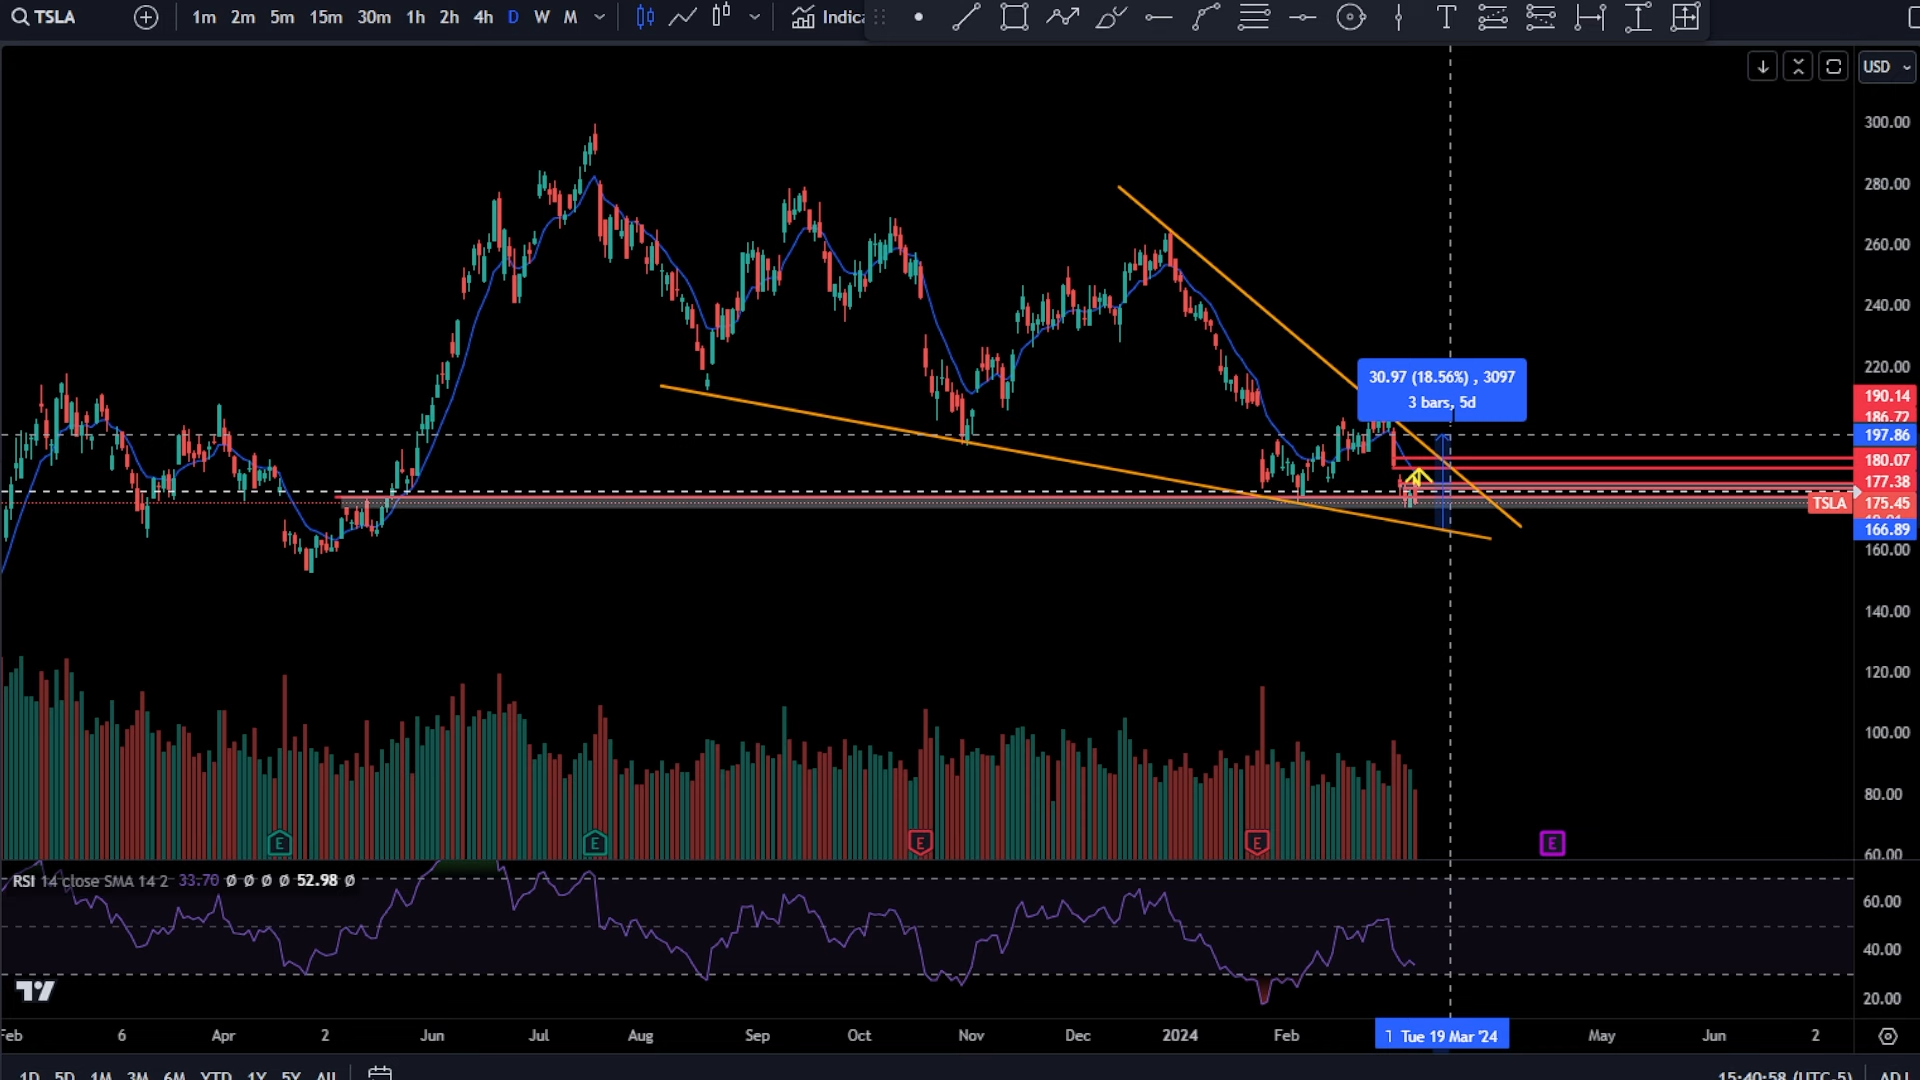 TSLA
1m 2m 5m 15m 30m 1h 2h 4h D W M
USD
300.00
280.00
260.00
240.00
220.00
30.97 (18.56%) , 3097
3 bars, 5d
190.14
186.72
197.86
180.07
177.38
TSLA 175.45
166.89
160.00
140.00
120.00
100.00
80.00
60.00
E E E E E
RSI 14 close SMA 14 2 33.70 Ø Ø Ø Ø 52.98 Ø
60.00
40.00
20.00
Feb 6 Apr 2 Jun Jul Aug Sep Oct Nov Dec 2024 Feb 1 Tue 19 Mar '24 May Jun 2
1D 5D 1M 3M 6M YTD 1Y 5Y All 15:40:58 (UTC-5) ADJ